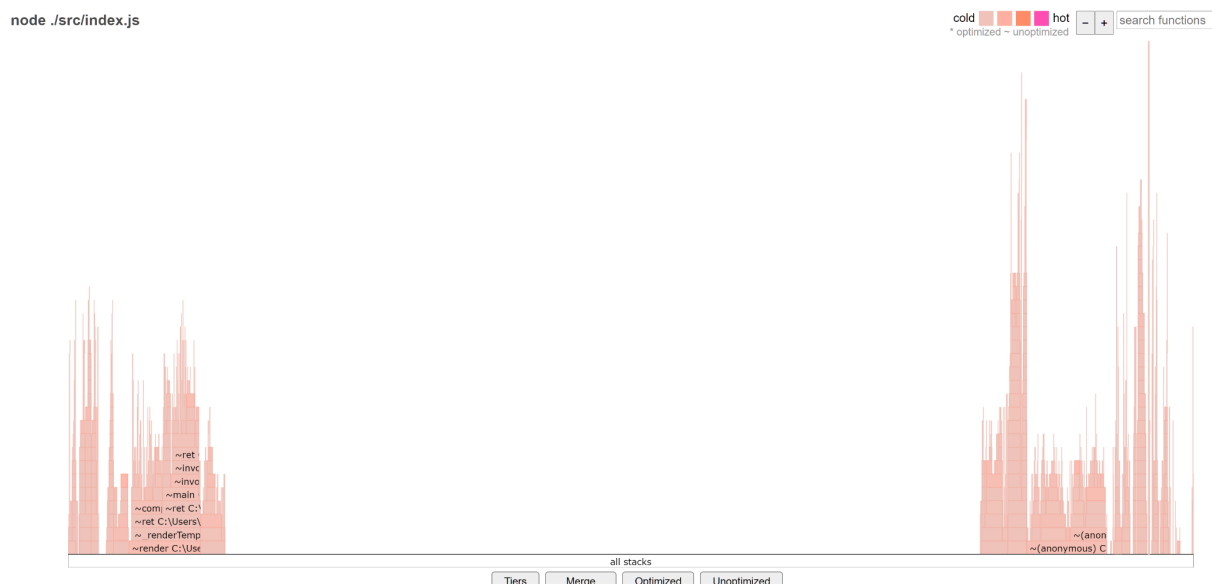 node ./src/index.js
cold hot
* optimized ~ unoptimized
− +
search functions
~ret
~invo
~invo
~main
~com ~ret C:\
~ret C:\Users\
~_renderTemp
~render C:\Use
~(anon
~(anonymous) C
all stacks
Tiers Merge Optimized Unoptimized